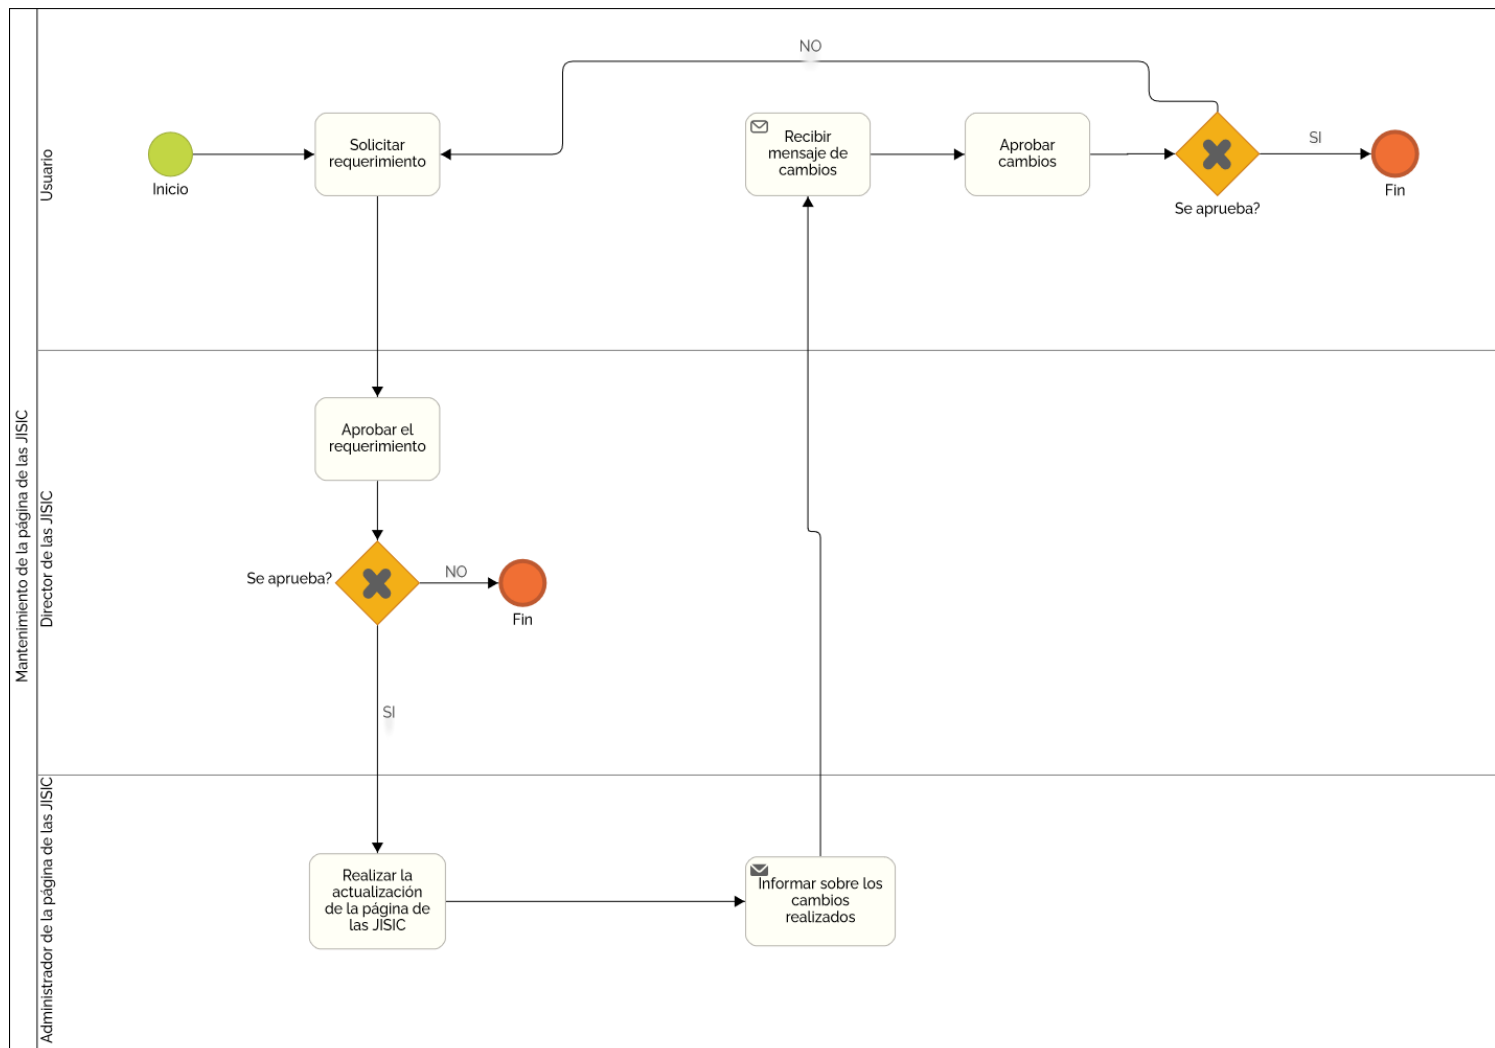 Mantenimiento de la página de las JISIC
Usuario
Inicio
Solicitar
requerimiento
NO
Recibir
mensaje de
cambios
Aprobar
cambios
Se aprueba?
SI
Fin
Director de las JISIC
Aprobar el
requerimiento
Se aprueba?
NO
Fin
SI
Administrador de la página de las JISIC
Realizar la
actualización
de la página de
las JISIC
Informar sobre los
cambios
realizados